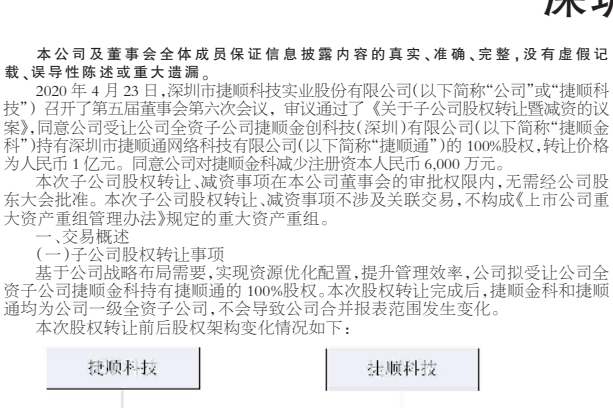 本公司及董事会全体成员保证信息披露内容的真实、准确、完整,没有虚假记
载、误导性陈述或重大遗漏。
2020 年 4 月 23 日,深圳市捷顺科技实业股份有限公司(以下简称“公司”或“捷顺科
技”)召开了第五届董事会第六次会议,审议通过了《关于子公司股权转让暨减资的议
案》,同意公司受让公司全资子公司捷顺金创科技(深圳)有限公司(以下简称“捷顺金
科”)持有深圳市捷顺通网络科技有限公司(以下简称“捷顺通”)的 100%股权,转让价格
为人民币 1 亿元。同意公司对捷顺金科减少注册资本人民币 6,000 万元。
本次子公司股权转让、减资事项在本公司董事会的审批权限内,无需经公司股
东大会批准。本次子公司股权转让、减资事项不涉及关联交易,不构成《上市公司重
大资产重组管理办法》规定的重大资产重组。
一、交易概述
(一)子公司股权转让事项
基于公司战略布局需要,实现资源优化配置,提升管理效率,公司拟受让公司全
资子公司捷顺金科持有捷顺通的 100%股权。本次股权转让完成后,捷顺金科和捷顺
通均为公司一级全资子公司,不会导致公司合并报表范围发生变化。
本次股权转让前后股权架构变化情况如下:
捷顺科技 捷顺科技